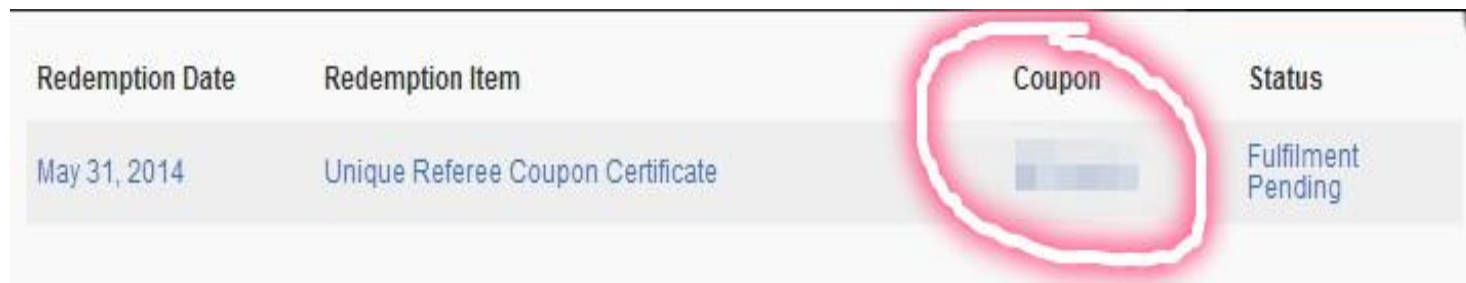 Redemption Date Redemption Item Coupon Status
May 31, 2014 Unique Referee Coupon Certificate Fulfilment
Pending